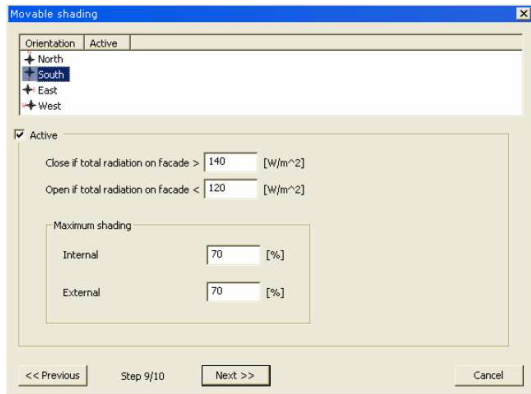 Movable shading
Orientation Active
North
South
East
West
Active
Close if total radiation on facade > 140 [W/m^2]
Open if total radiation on facade < 120 [W/m^2]
Maximum shading
Internal 70 [%]
External 70 [%]
<< Previous Step 9/10 Next >> Cancel